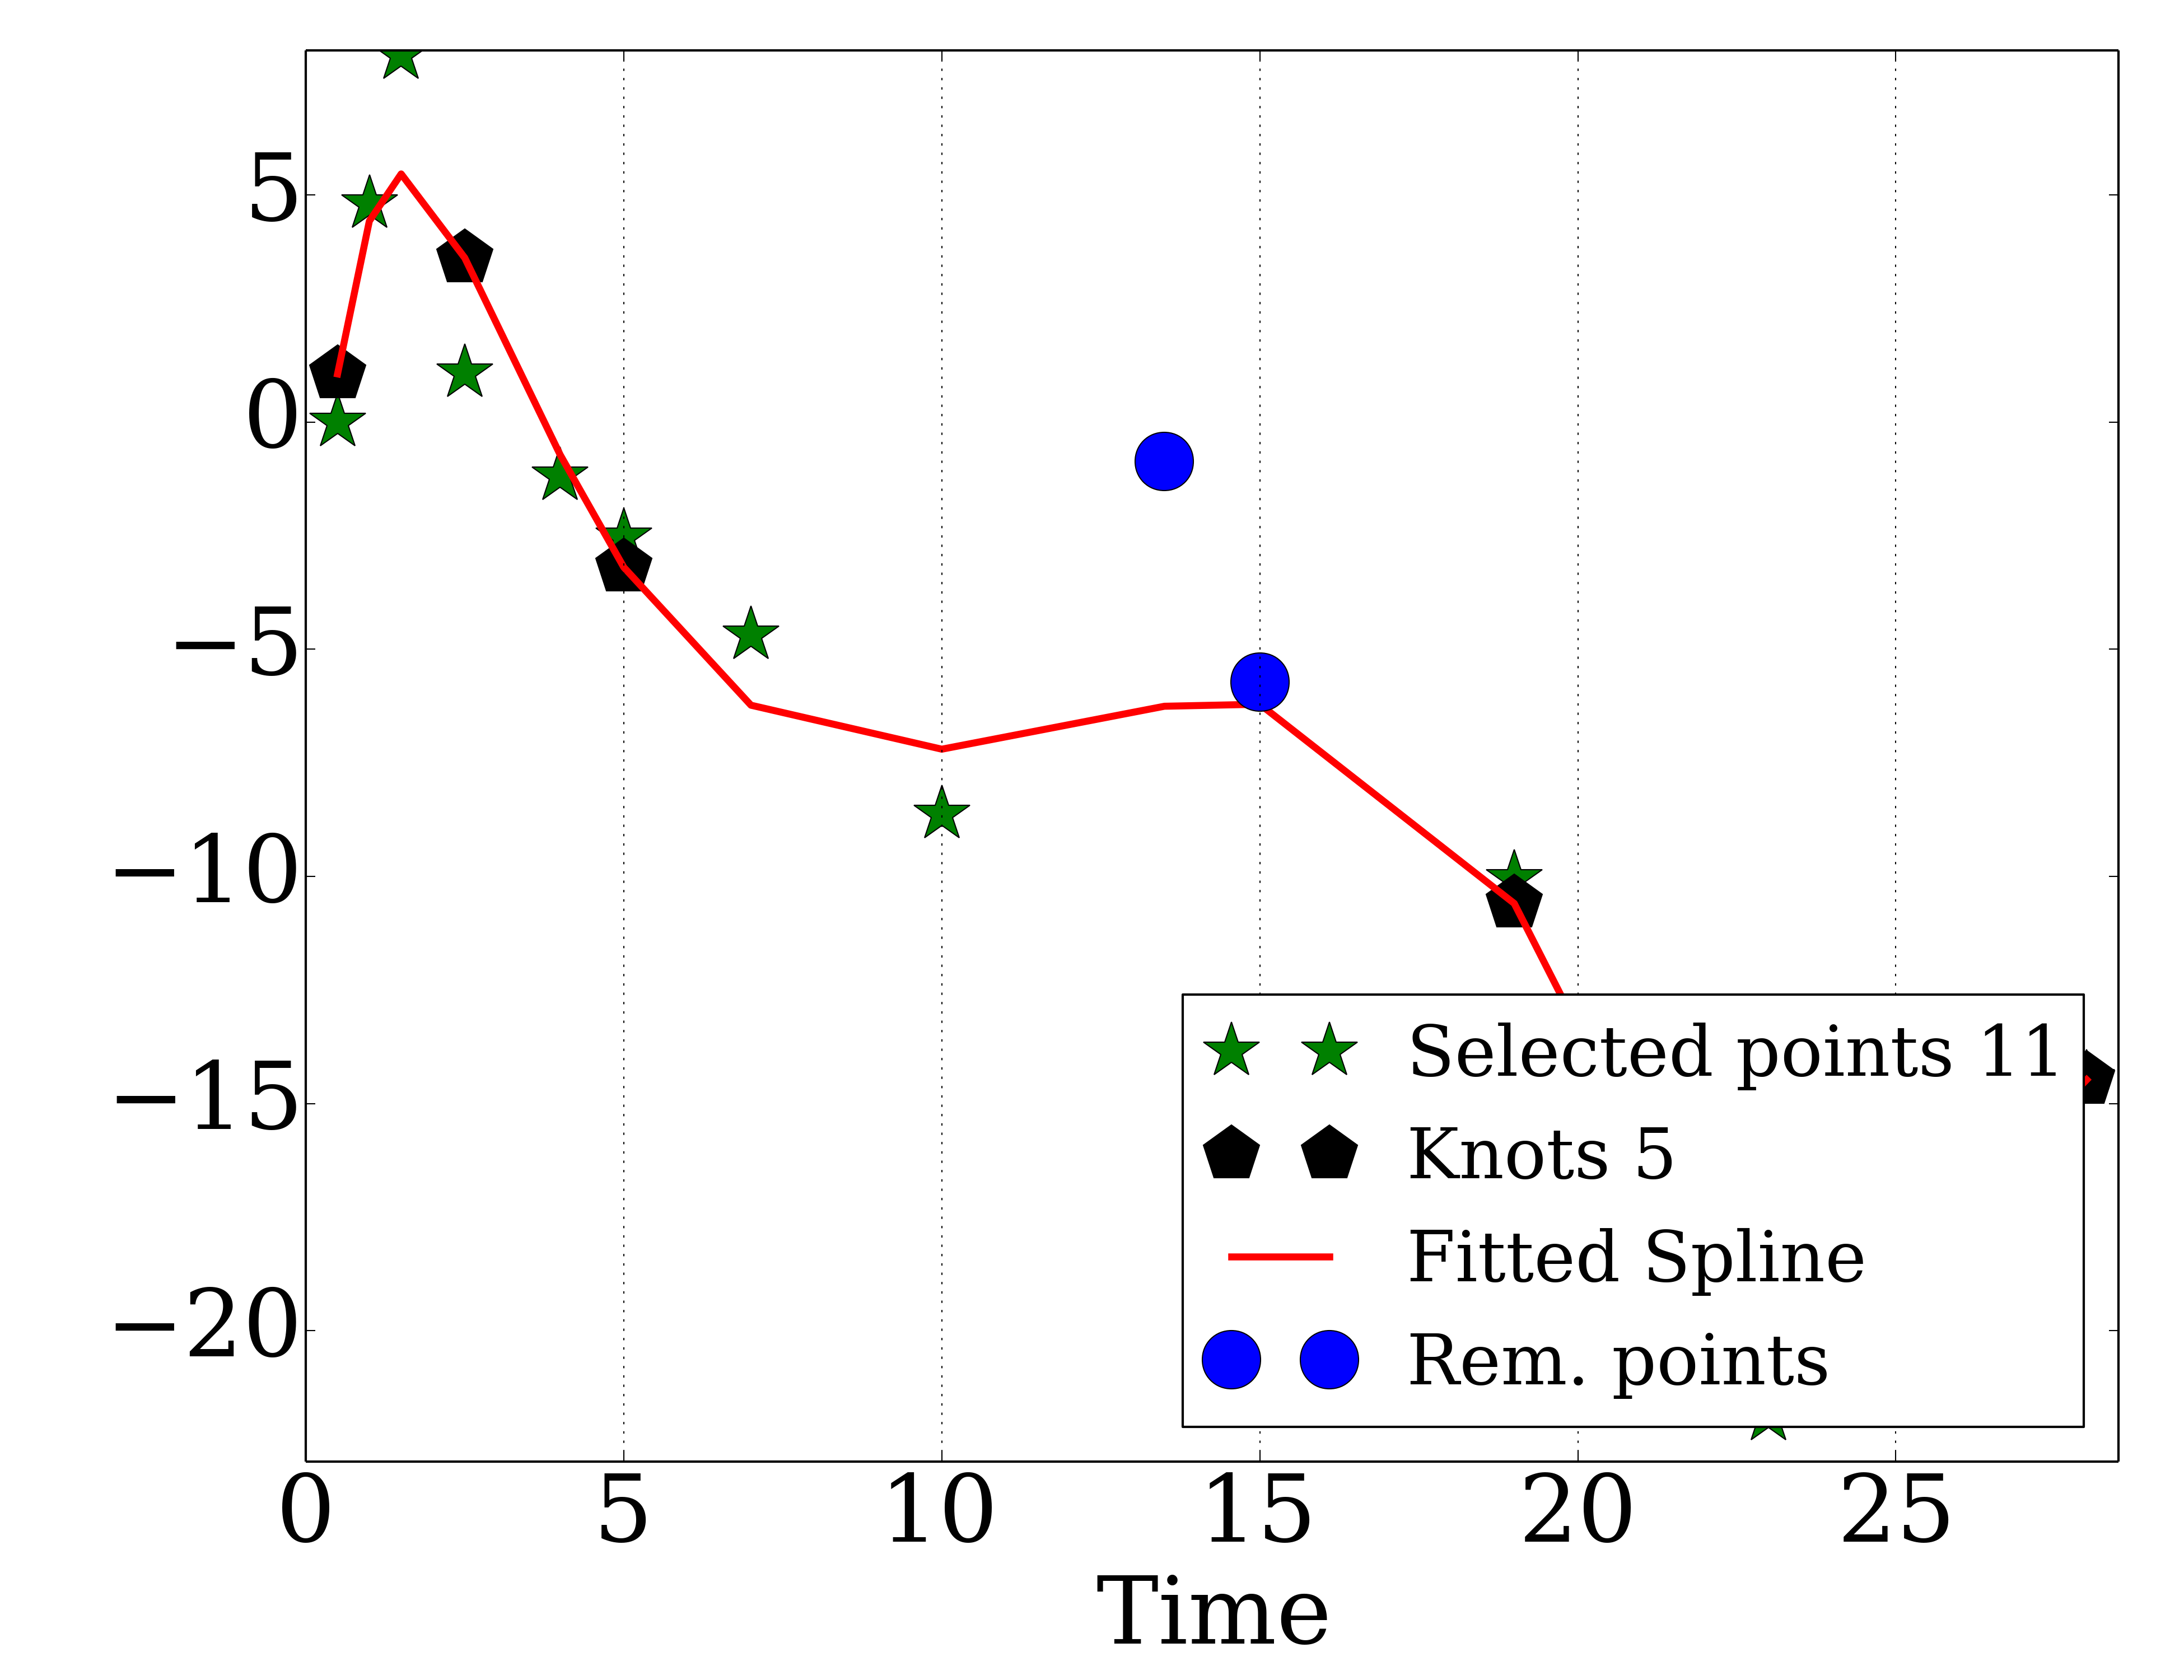 5
0
−5
−10
−15
−20
0 5 10 15 20 25
Time
Selected points 11
Knots 5
Fitted Spline
Rem. points